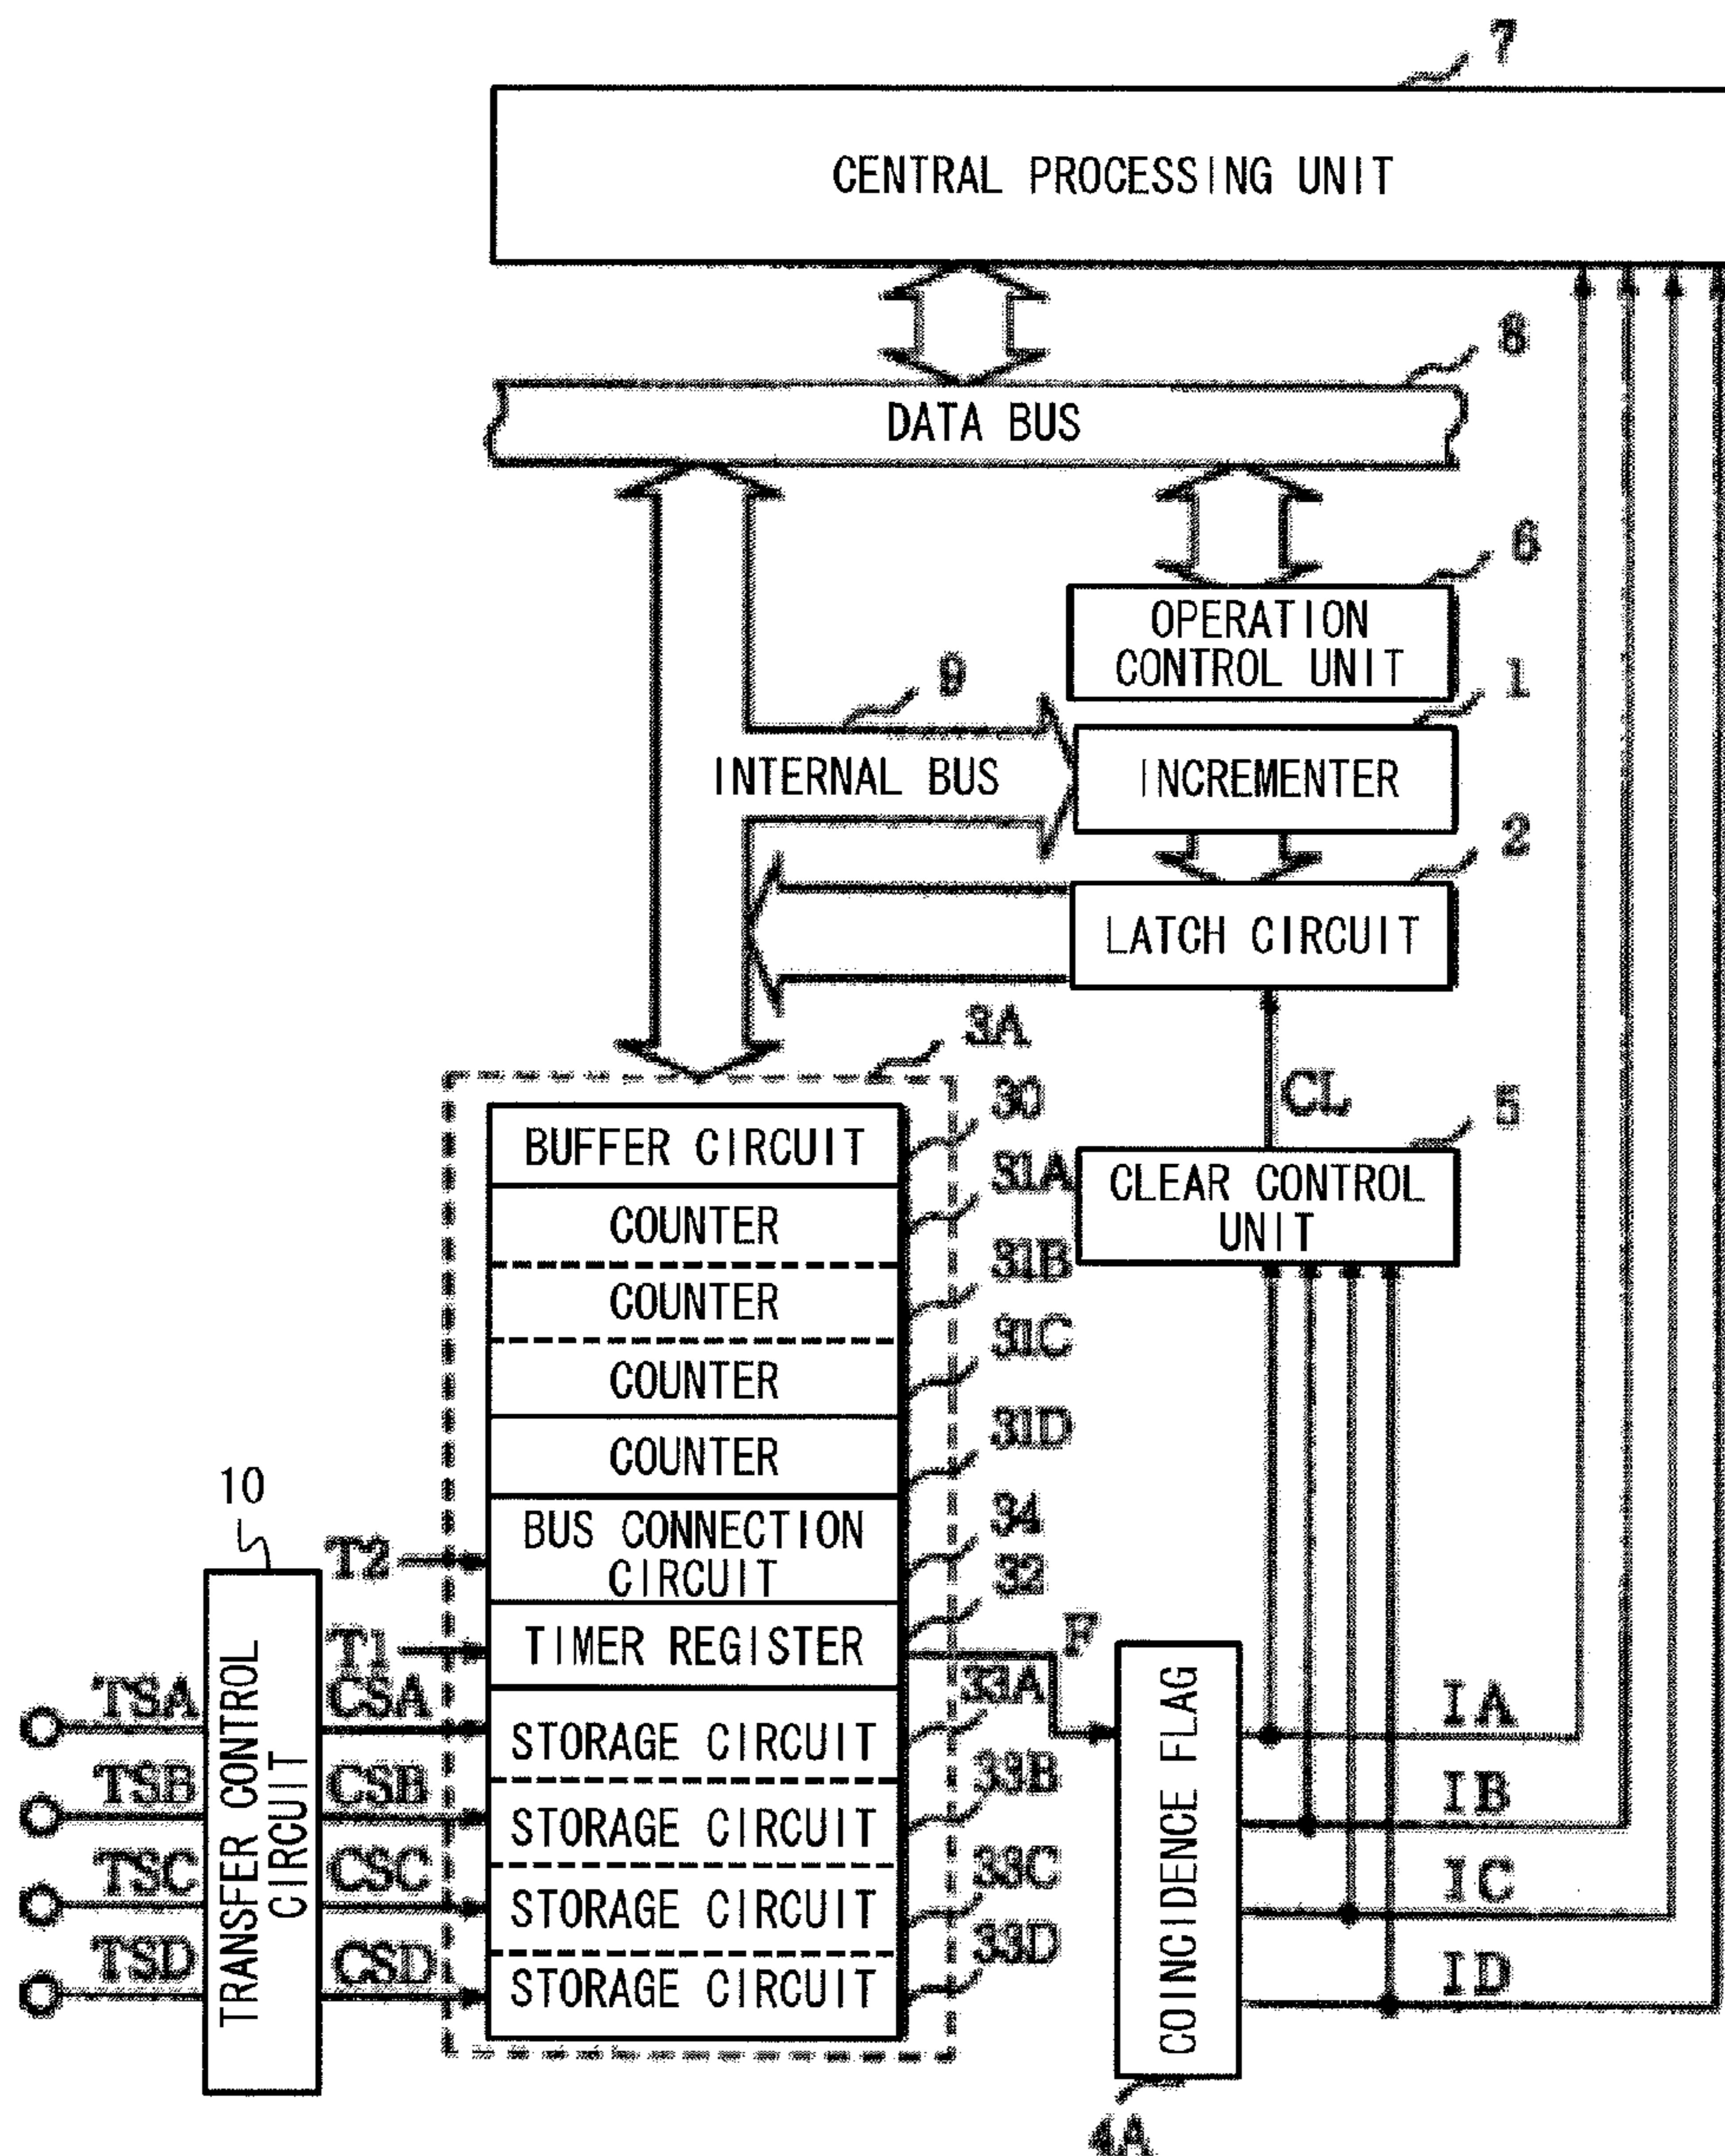 7
CENTRAL PROCESSING UNIT
8
DATA BUS
6
OPERATION
CONTROL UNIT
9
1
INTERNAL BUS
INCREMENTER
2
LATCH CIRCUIT
3A
CL
5
30
BUFFER CIRCUIT
31A
CLEAR CONTROL
UNIT
COUNTER
31B
COUNTER
31C
COUNTER
31D
COUNTER
10
34
BUS CONNECTION
CIRCUIT
T2
32
T1
TIMER REGISTER
F
TRANSFER CONTROL
CIRCUIT
TSA
CSA
33A
STORAGE CIRCUIT
IA
TSB
CSB
33B
STORAGE CIRCUIT
IB
TSC
CSC
33C
STORAGE CIRCUIT
IC
TSD
CSD
33D
STORAGE CIRCUIT
ID
COINCIDENCE FLAG
4A